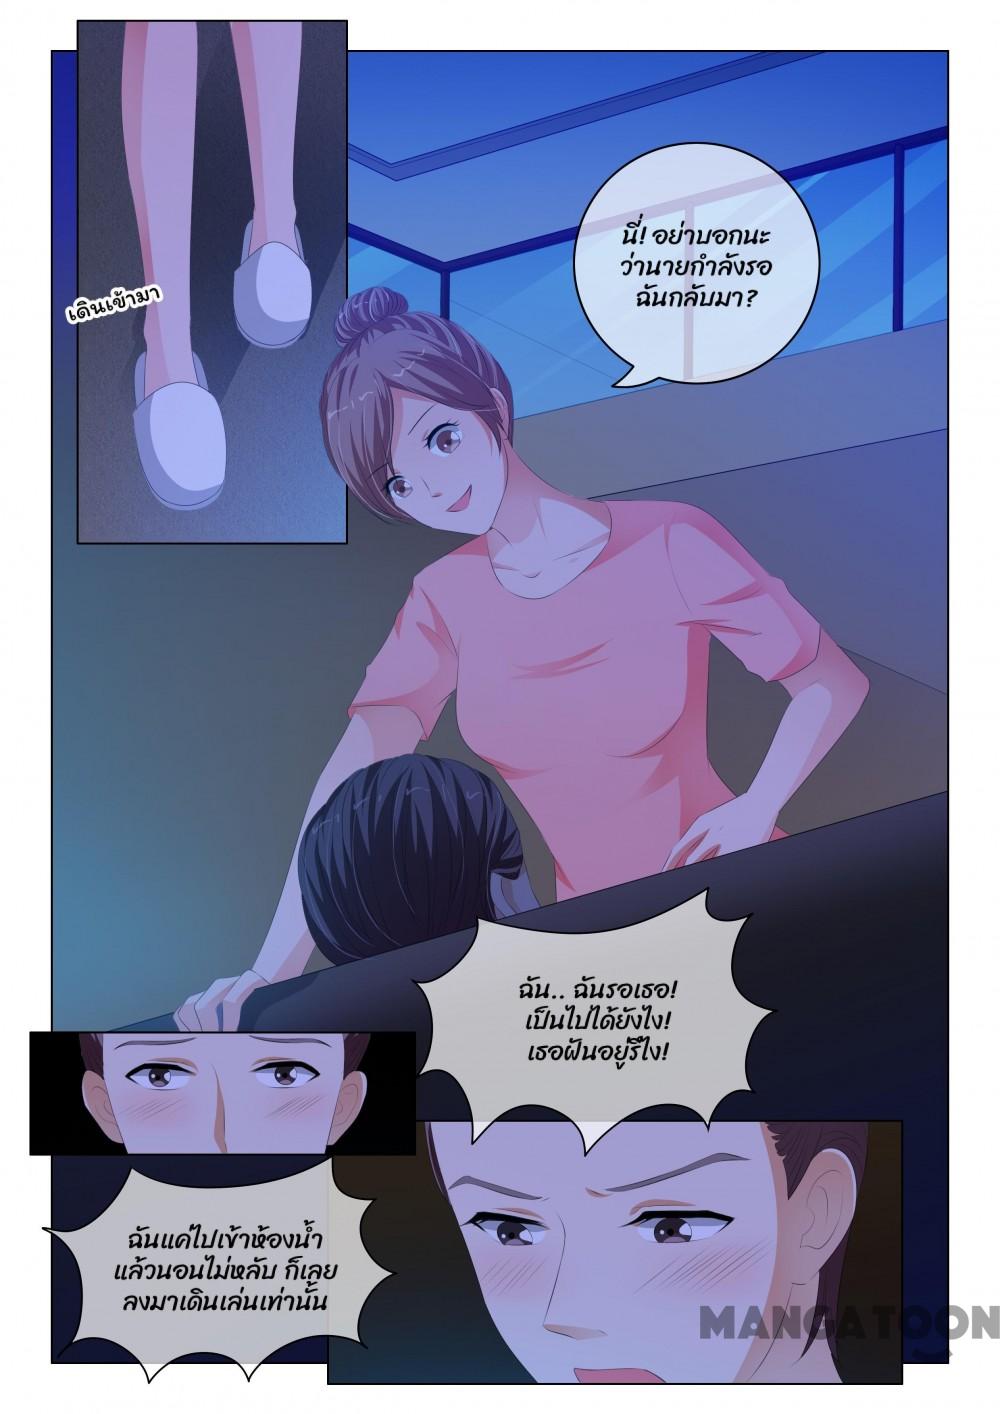 เดินเข้ามา
นี่! อย่าบอกนะ
ว่านายกำลังรอ
ฉันกลับมา?
ฉัน.. ฉันรอเธอ!
เป็นไปได้ยังไง!
เธอฝันอยู่รึไง!
ฉันแค่ไปเข้าห้องน้ำ
แล้วนอนไม่หลับ ก็เลย
ลงมาเดินเล่นเท่านั้น
MANGATOON